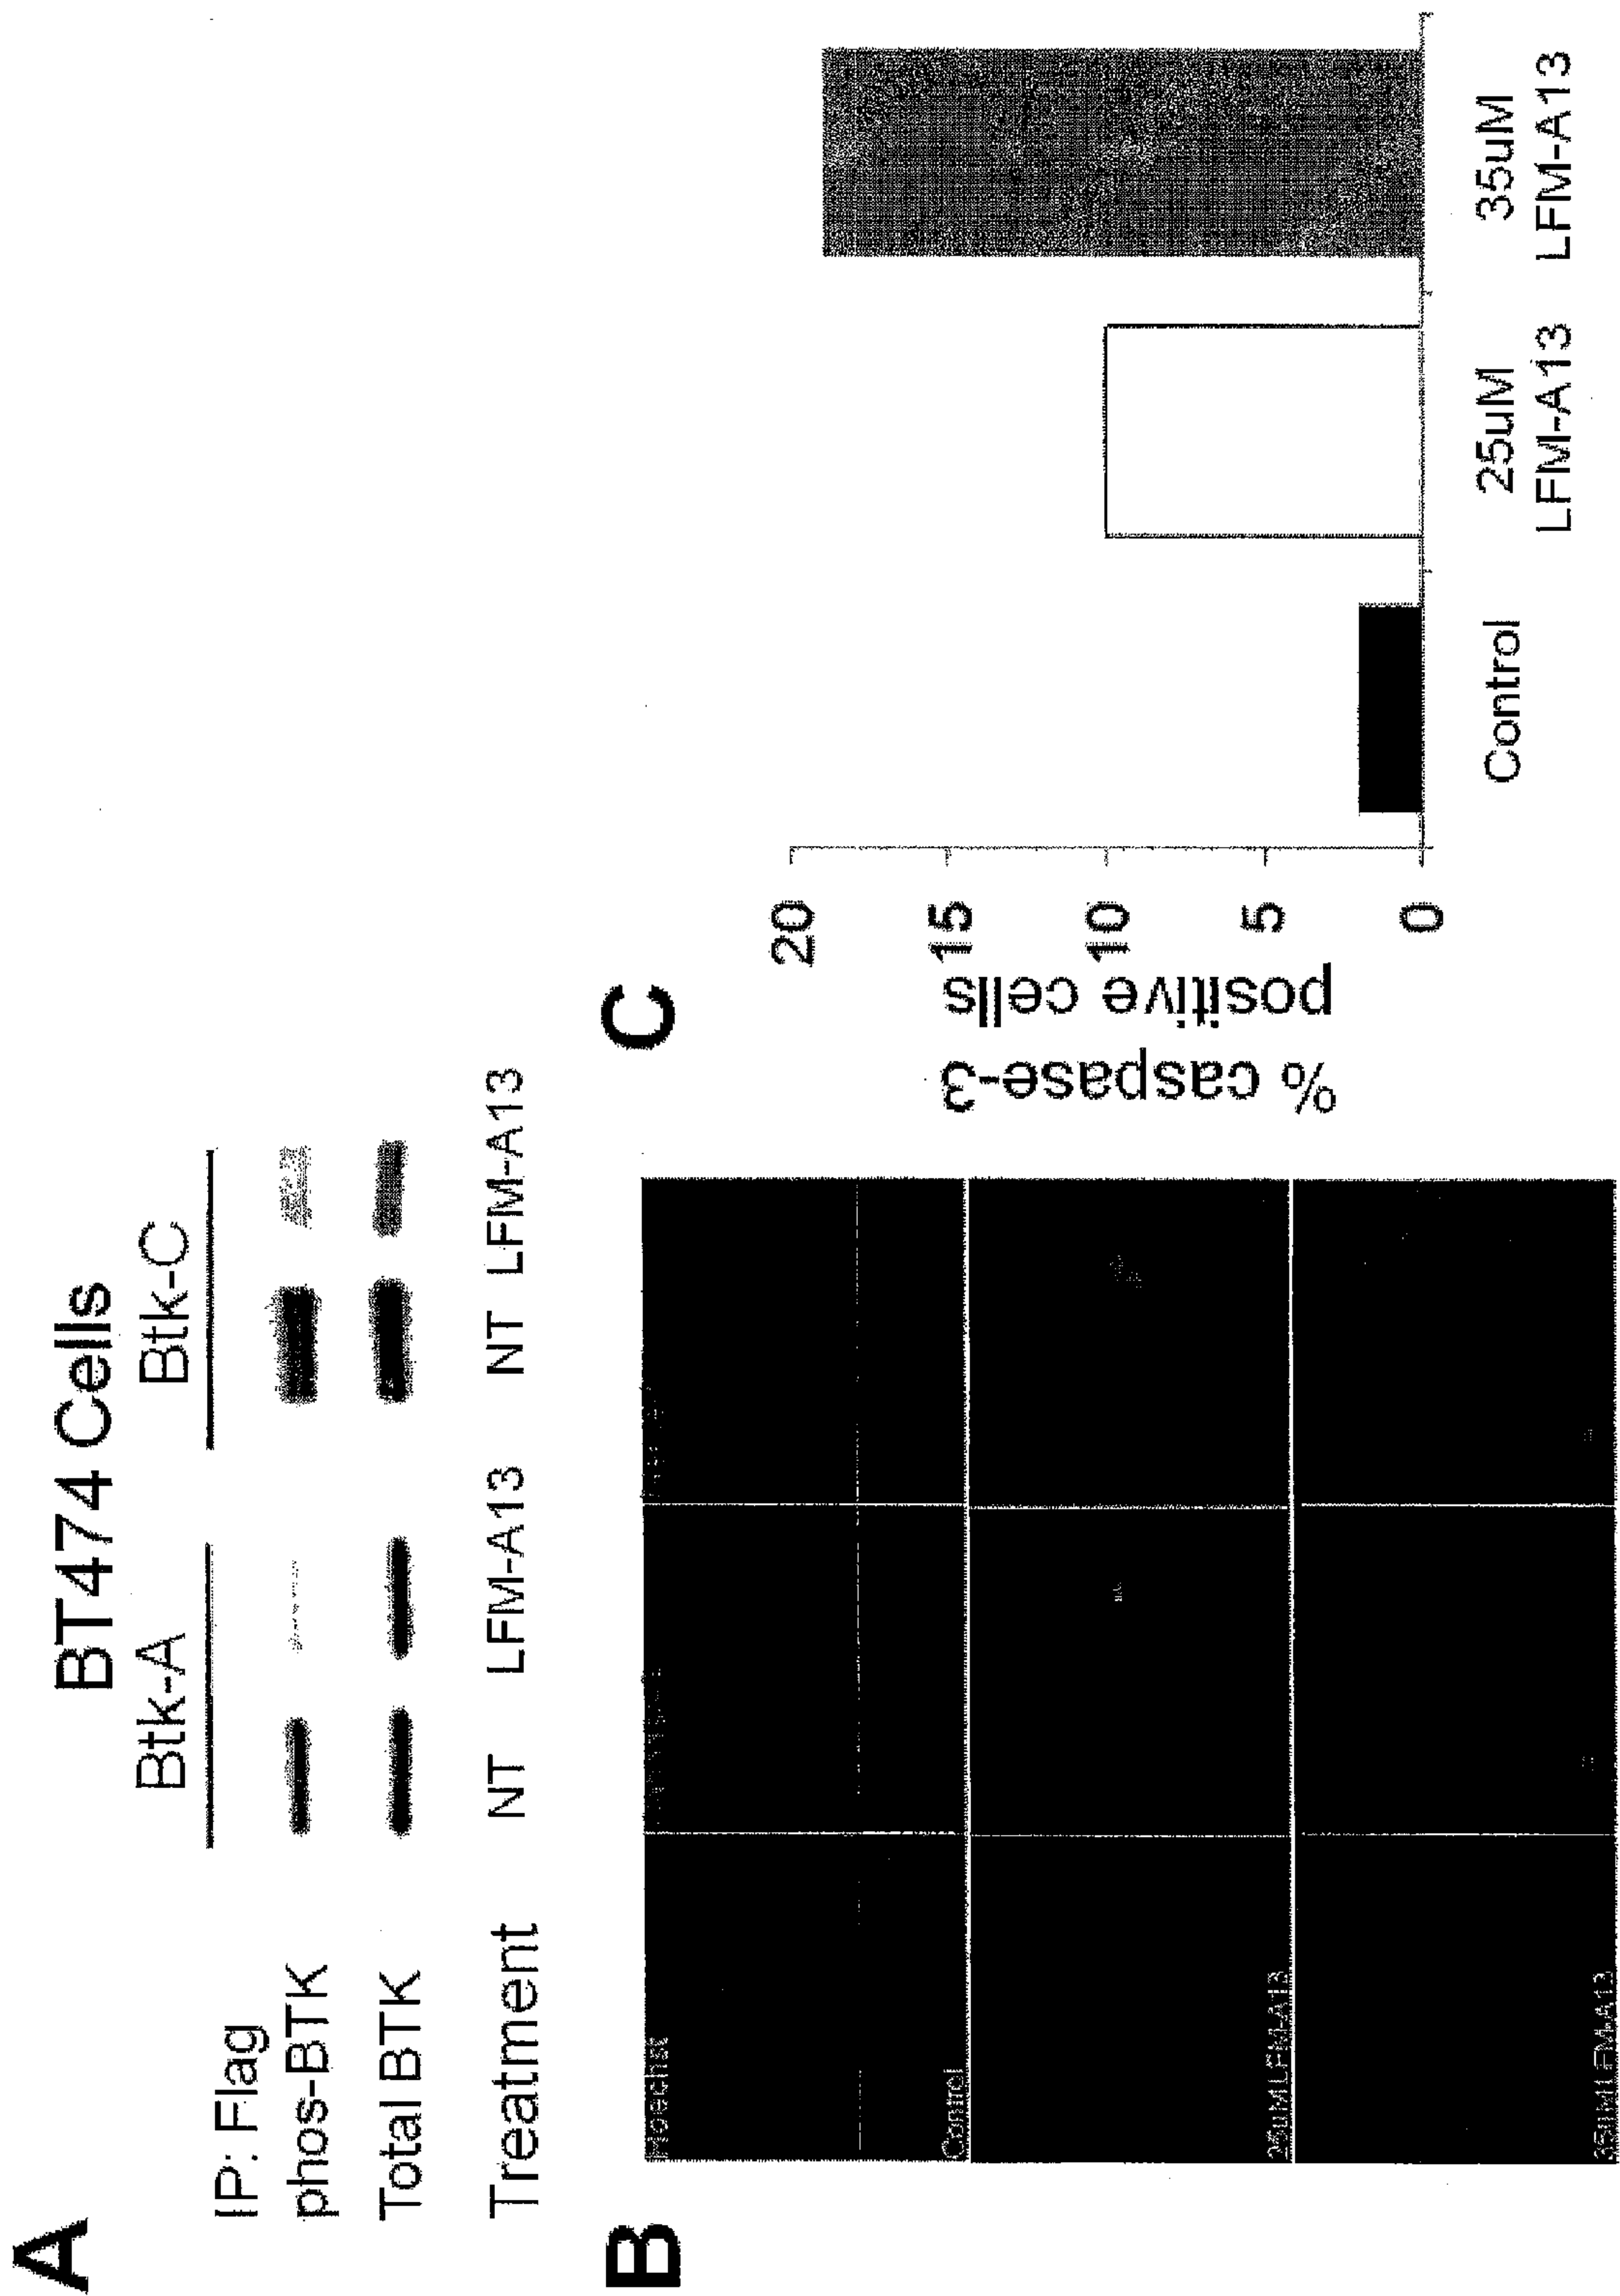 A
BT474 Cells
Btk-A Btk-C
IP: Flag
phos-BTK
Total BTK
Treatment NT LFM-A13 NT LFM-A13
B
Hoechst
Control
25uM LFM-A13
35uM LFM-A13
C
% caspase-3
positive cells
20
15
10
5
0
Control
25uM
LFM-A13
35uM
LFM-A13